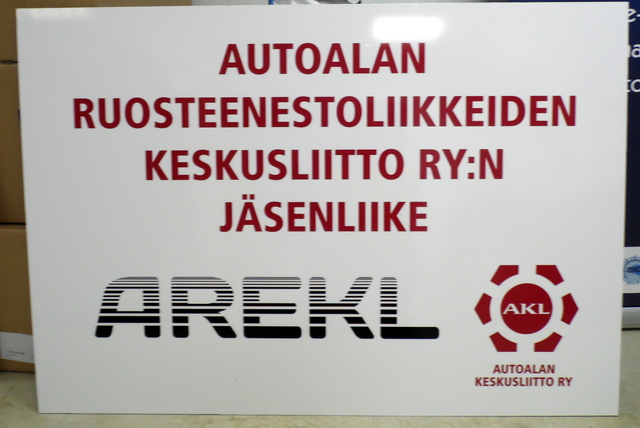 AUTOALAN
RUOSTEENESTOLIIKKEIDEN
KESKUSLIITTO RY:N
JÄSENLIIKE
AREKL
AKL
AUTOALAN
KESKUSLIITTO RY